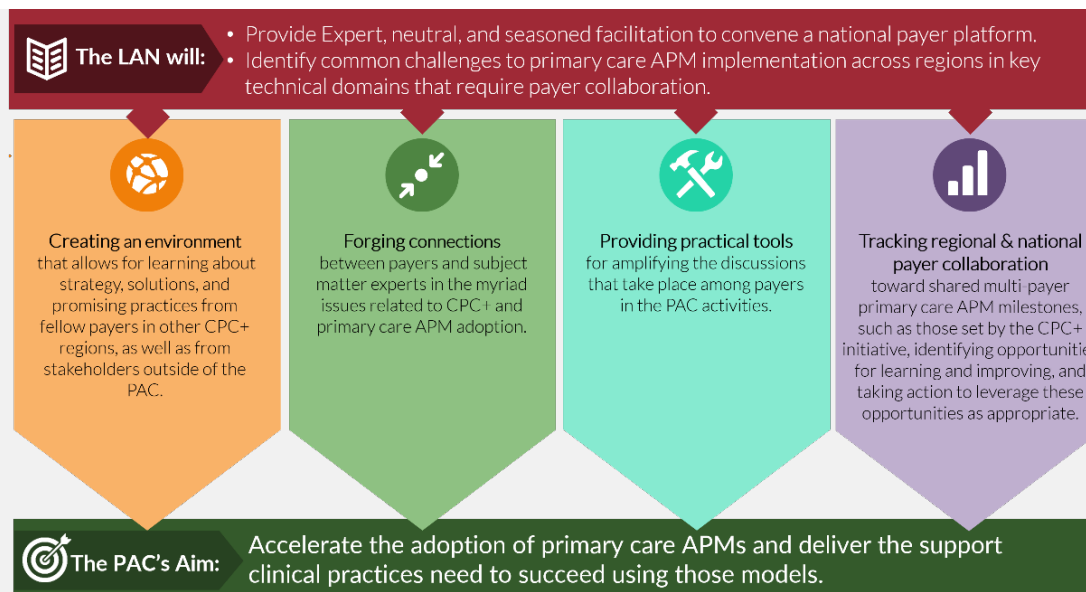 The LAN will:
• Provide Expert, neutral, and seasoned facilitation to convene a national payer platform.
• Identify common challenges to primary care APM implementation across regions in key
technical domains that require payer collaboration.
Creating an environment
that allows for learning about
strategy, solutions, and
promising practices from
fellow payers in other CPC+
regions, as well as from
stakeholders outside of the
PAC.
Forging connections
between payers and subject
matter experts in the myriad
issues related to CPC+ and
primary care APM adoption.
Providing practical tools
for amplifying the discussions
that take place among payers
in the PAC activities.
Tracking regional & national
payer collaboration
toward shared multi-payer
primary care APM milestones,
such as those set by the CPC+
initiative, identifying opportunitie
for learning and improving, and
taking action to leverage these
opportunities as appropriate.
The PAC's Aim:
Accelerate the adoption of primary care APMs and deliver the support
clinical practices need to succeed using those models.